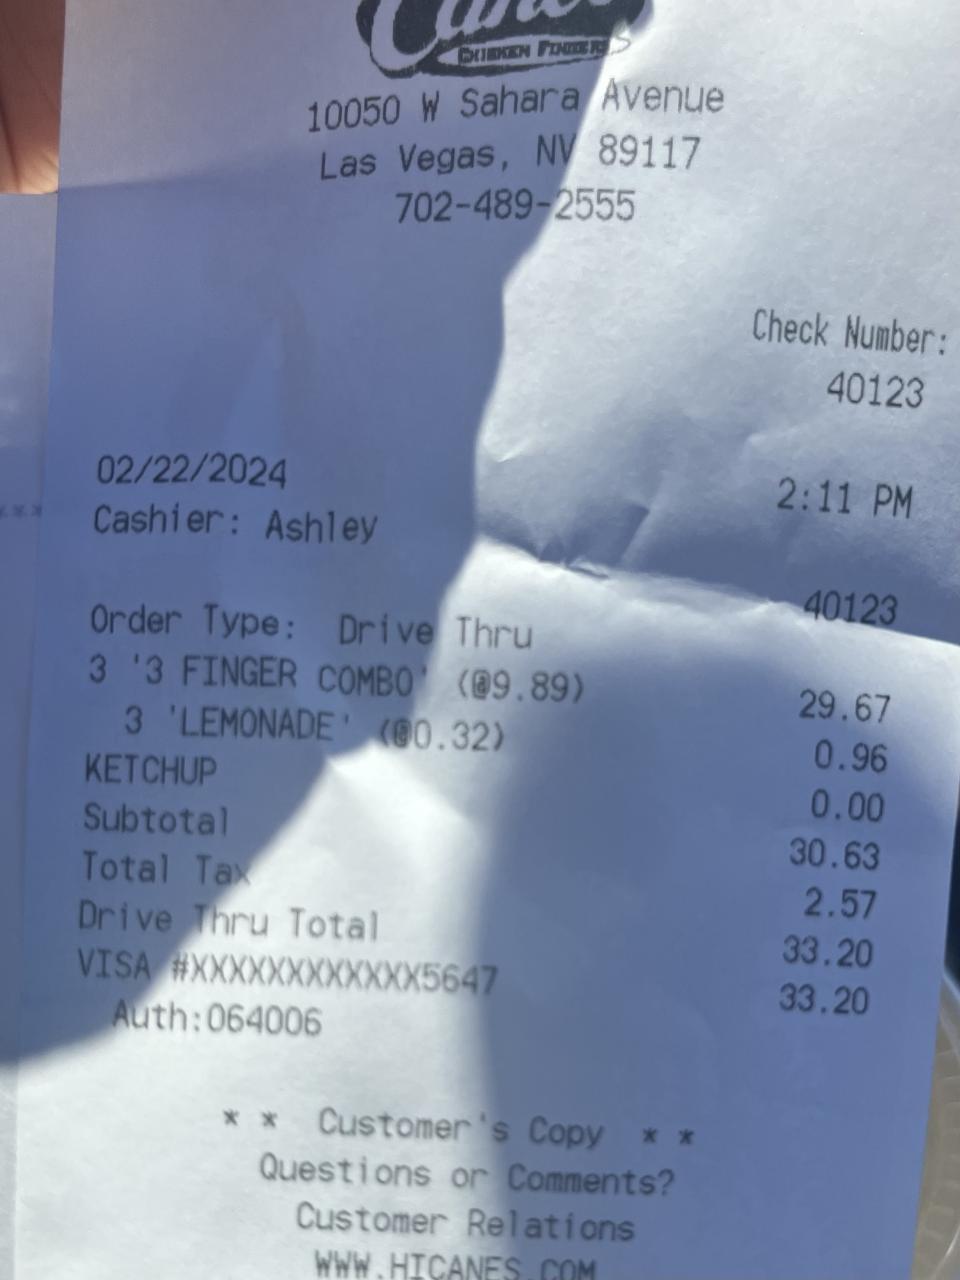 Cane's
CHICKEN FINGERS
10050 W Sahara Avenue
Las Vegas, NV 89117
702-489-2555
Check Number:
40123
02/22/2024 2:11 PM
Cashier: Ashley
40123
Order Type: Drive Thru
3 '3 FINGER COMBO' (@9.89) 29.67
3 'LEMONADE' (@0.32) 0.96
KETCHUP 0.00
Subtotal 30.63
Total Tax 2.57
Drive Thru Total 33.20
VISA #XXXXXXXXXXXX5647 33.20
Auth:064006
* * Customer's Copy * *
Questions or Comments?
Customer Relations
WWW.HICANES.COM